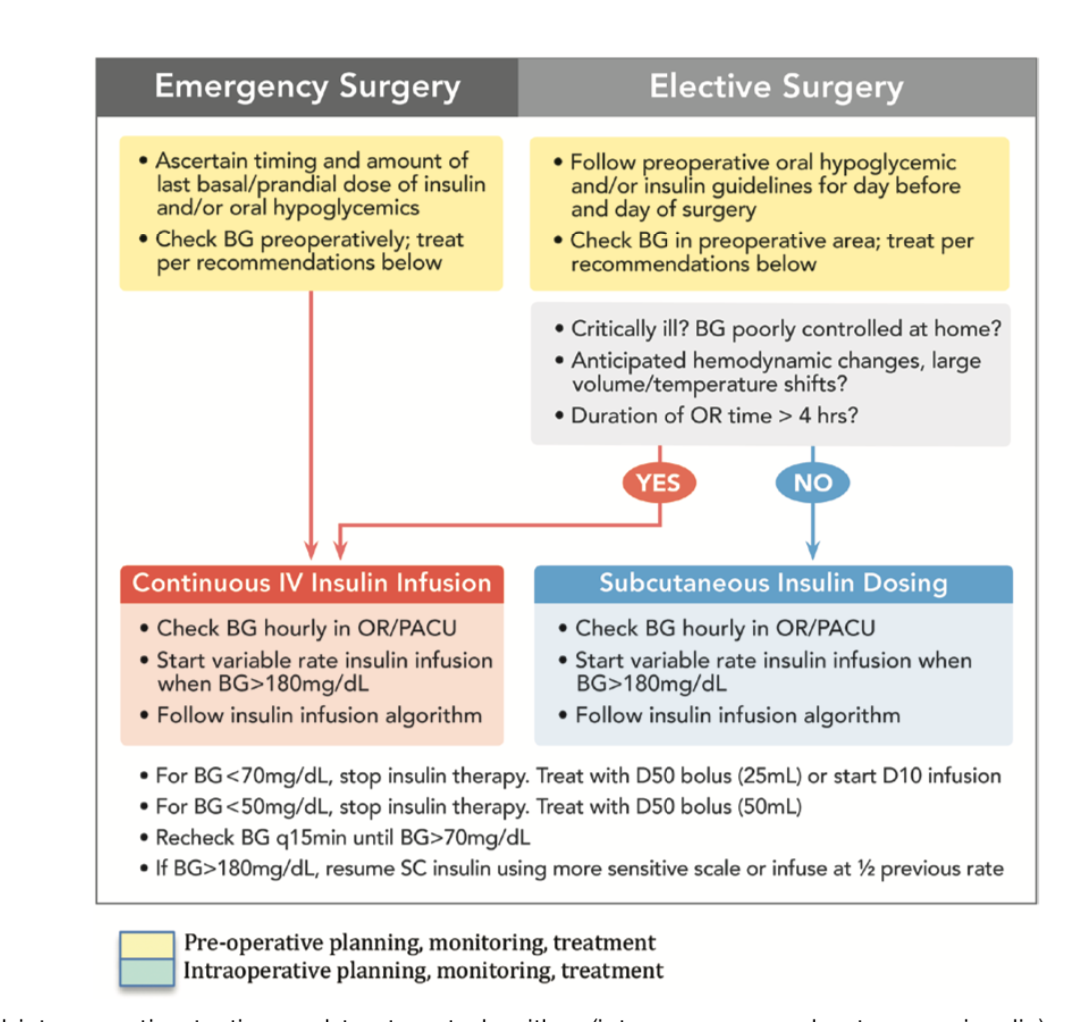 Emergency Surgery
Elective Surgery
• Ascertain timing and amount of
last basal/prandial dose of insulin
and/or oral hypoglycemics
• Check BG preoperatively; treat
per recommendations below
• Follow preoperative oral hypoglycemic
and/or insulin guidelines for day before
and day of surgery
• Check BG in preoperative area; treat per
recommendations below
• Critically ill? BG poorly controlled at home?
• Anticipated hemodynamic changes, large
volume/temperature shifts?
• Duration of OR time > 4 hrs?
YES
NO
Continuous IV Insulin Infusion
• Check BG hourly in OR/PACU
• Start variable rate insulin infusion
when BG>180mg/dL
• Follow insulin infusion algorithm
Subcutaneous Insulin Dosing
• Check BG hourly in OR/PACU
• Start variable rate insulin infusion when
BG>180mg/dL
• Follow insulin infusion algorithm
• For BG<70mg/dL, stop insulin therapy. Treat with D50 bolus (25mL) or start D10 infusion
• For BG<50mg/dL, stop insulin therapy. Treat with D50 bolus (50mL)
• Recheck BG q15min until BG>70mg/dL
• If BG>180mg/dL, resume SC insulin using more sensitive scale or infuse at ½ previous rate
Pre-operative planning, monitoring, treatment
Intraoperative planning, monitoring, treatment